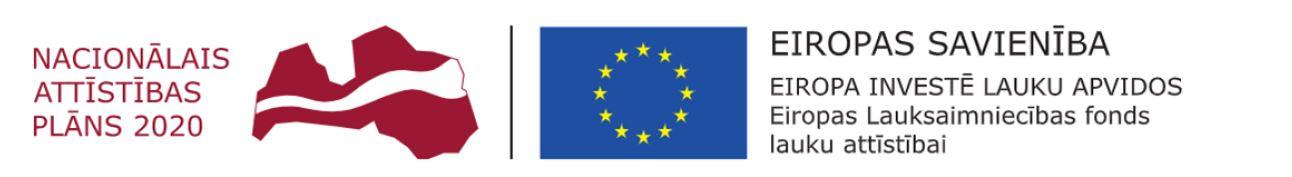 NACIONĀLAIS
ATTĪSTĪBAS
PLĀNS 2020
EIROPAS SAVIENĪBA
EIROPA INVESTĒ LAUKU APVIDOS
Eiropas Lauksaimniecības fonds
lauku attīstībai